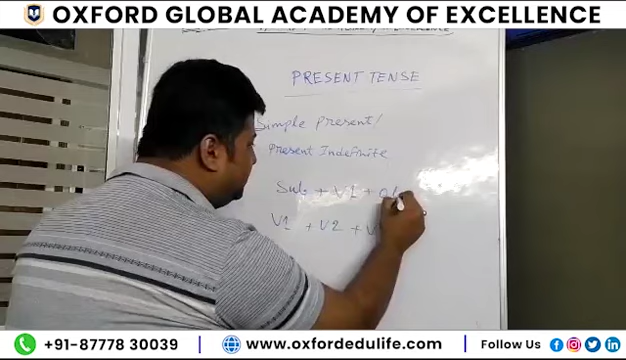 OXFORD GLOBAL ACADEMY OF EXCELLENCE
PRESENT TENSE
Simple Present/
Present Indefinite
Sub + V1 +
V1 + V2 +
+91-87778 30039 | www.oxfordedulife.com | Follow Us